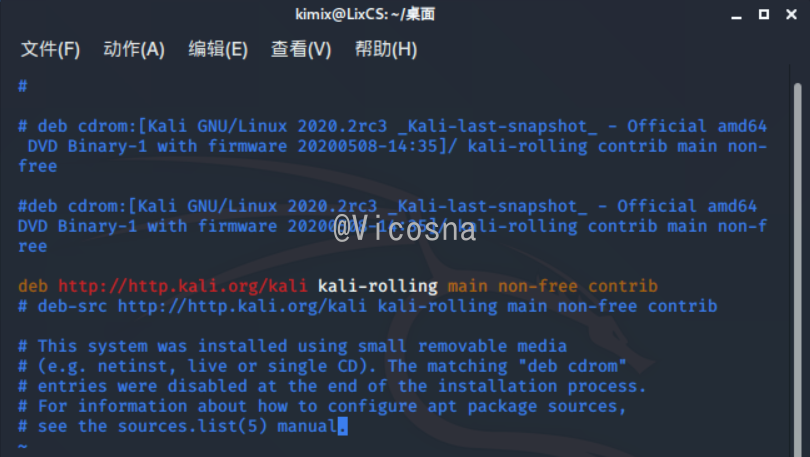 kimix@LixCS: ~/桌面
文件(F) 动作(A) 编辑(E) 查看(V) 帮助(H)
#
# deb cdrom:[Kali GNU/Linux 2020.2rc3 _Kali-last-snapshot_ - Official amd64
DVD Binary-1 with firmware 20200508-14:35]/ kali-rolling contrib main non-
free
#deb cdrom:[Kali GNU/Linux 2020.2rc3 _Kali-last-snapshot_ - Official amd64
DVD Binary-1 with firmware 20200508-14:35]/ kali-rolling contrib main non-f
ree
@Vicosna
deb http://http.kali.org/kali kali-rolling main non-free contrib
# deb-src http://http.kali.org/kali kali-rolling main non-free contrib
# This system was installed using small removable media
# (e.g. netinst, live or single CD). The matching "deb cdrom"
# entries were disabled at the end of the installation process.
# For information about how to configure apt package sources,
# see the sources.list(5) manual.
~